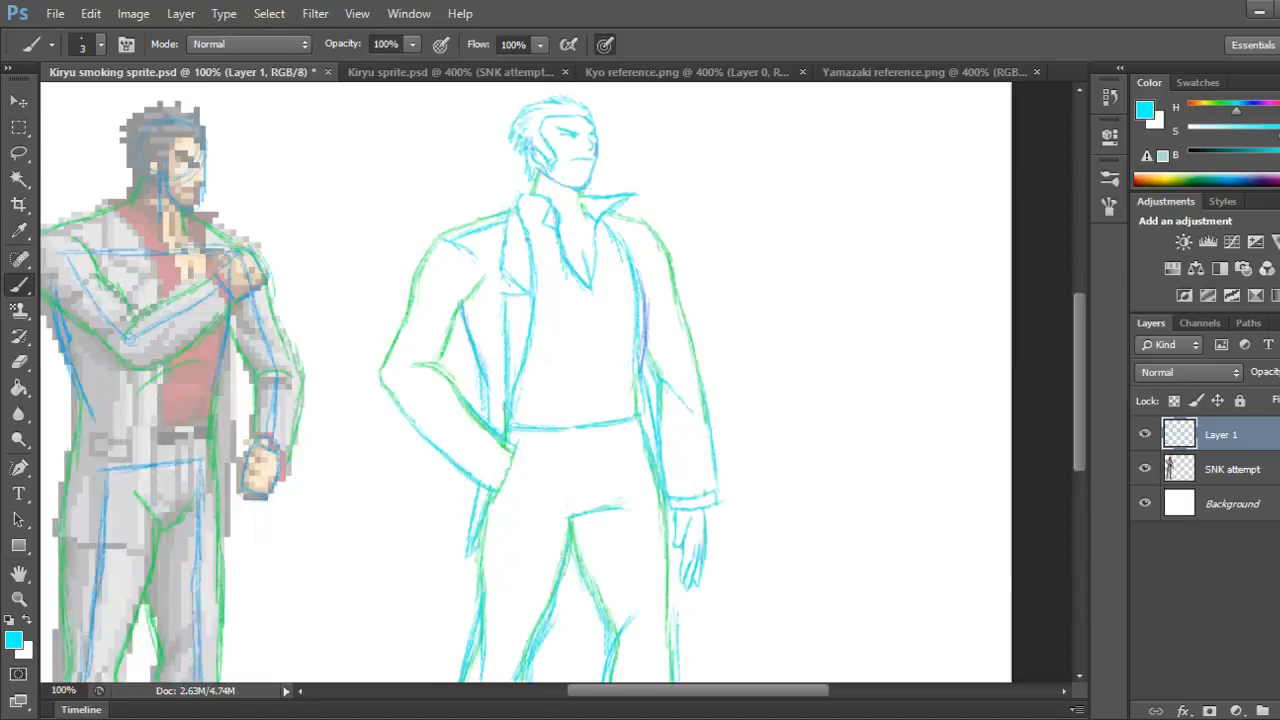 Ps File Edit Image Layer Type Select Filter View Window Help
3 Mode: Normal Opacity: 100% Flow: 100% Essentials
Kiryu smoking sprite.psd @ 100% (Layer 1, RGB/8) * × Kiryu sprite.psd @ 400% (SNK attempt... × Kyo reference.png @ 400% (Layer 0, R... × Yamazaki reference.png @ 400% (RGB... ×
Color Swatches
H
S
B
Adjustments Styles
Add an adjustment
Layers Channels Paths
Kind
Normal Opacity
Lock: Fi
Layer 1
SNK attempt
Background
100% Doc: 2.63M/4.74M
Timeline